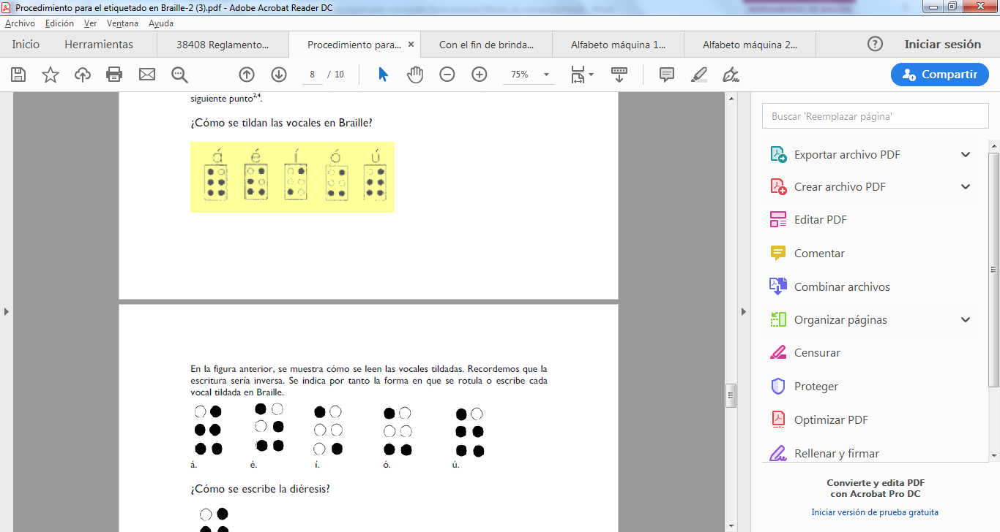 Procedimiento para el etiquetado en Braille-2 (3).pdf - Adobe Acrobat Reader DC
Archivo Edición Ver Ventana Ayuda
Inicio Herramientas 38408 Reglamento... Procedimiento para... × Con el fin de brinda... Alfabeto máquina 1... Alfabeto máquina 2... ? Iniciar sesión
8 / 10 75% Compartir
siguiente punto2,4.
¿Cómo se tildan las vocales en Braille?
á é í ó ú
En la figura anterior, se muestra cómo se leen las vocales tildadas. Recordemos que la
escritura sería inversa. Se indica por tanto la forma en que se rotula o escribe cada
vocal tildada en Braille.
á. é. í. ó. ú.
¿Cómo se escribe la diéresis?
Buscar 'Reemplazar página'
Exportar archivo PDF
Crear archivo PDF
Editar PDF
Comentar
Combinar archivos
Organizar páginas
Censurar
Proteger
Optimizar PDF
Rellenar y firmar
Convierte y edita PDF
con Acrobat Pro DC
Iniciar versión de prueba gratuita